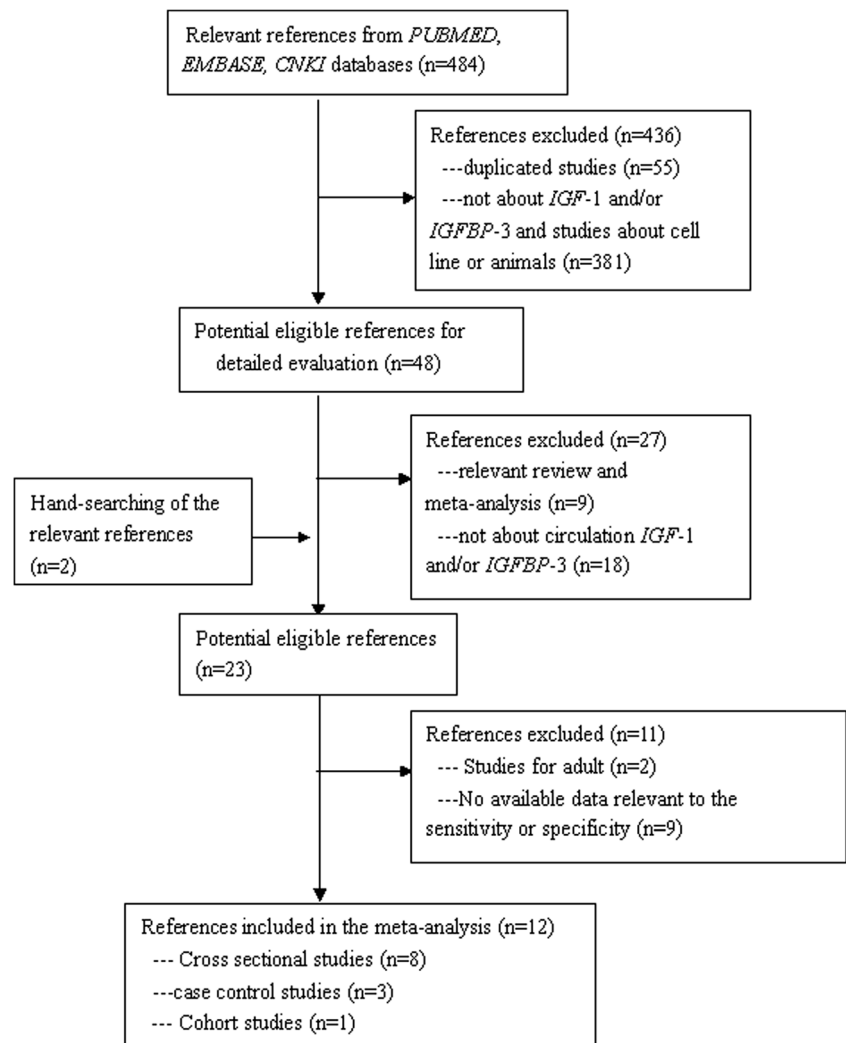 Relevant references from PUBMED,
EMBASE, CNKI databases (n=484)
References excluded (n=436)
---duplicated studies (n=55)
---not about IGF-1 and/or
IGFBP-3 and studies about cell
line or animals (n=381)
Potential eligible references for
detailed evaluation (n=48)
References excluded (n=27)
---relevant review and
meta-analysis (n=9)
---not about circulation IGF-1
and/or IGFBP-3 (n=18)
Hand-searching of the
relevant references
(n=2)
Potential eligible references
(n=23)
References excluded (n=11)
--- Studies for adult (n=2)
---No available data relevant to the
sensitivity or specificity (n=9)
References included in the meta-analysis (n=12)
--- Cross sectional studies (n=8)
---case control studies (n=3)
--- Cohort studies (n=1)